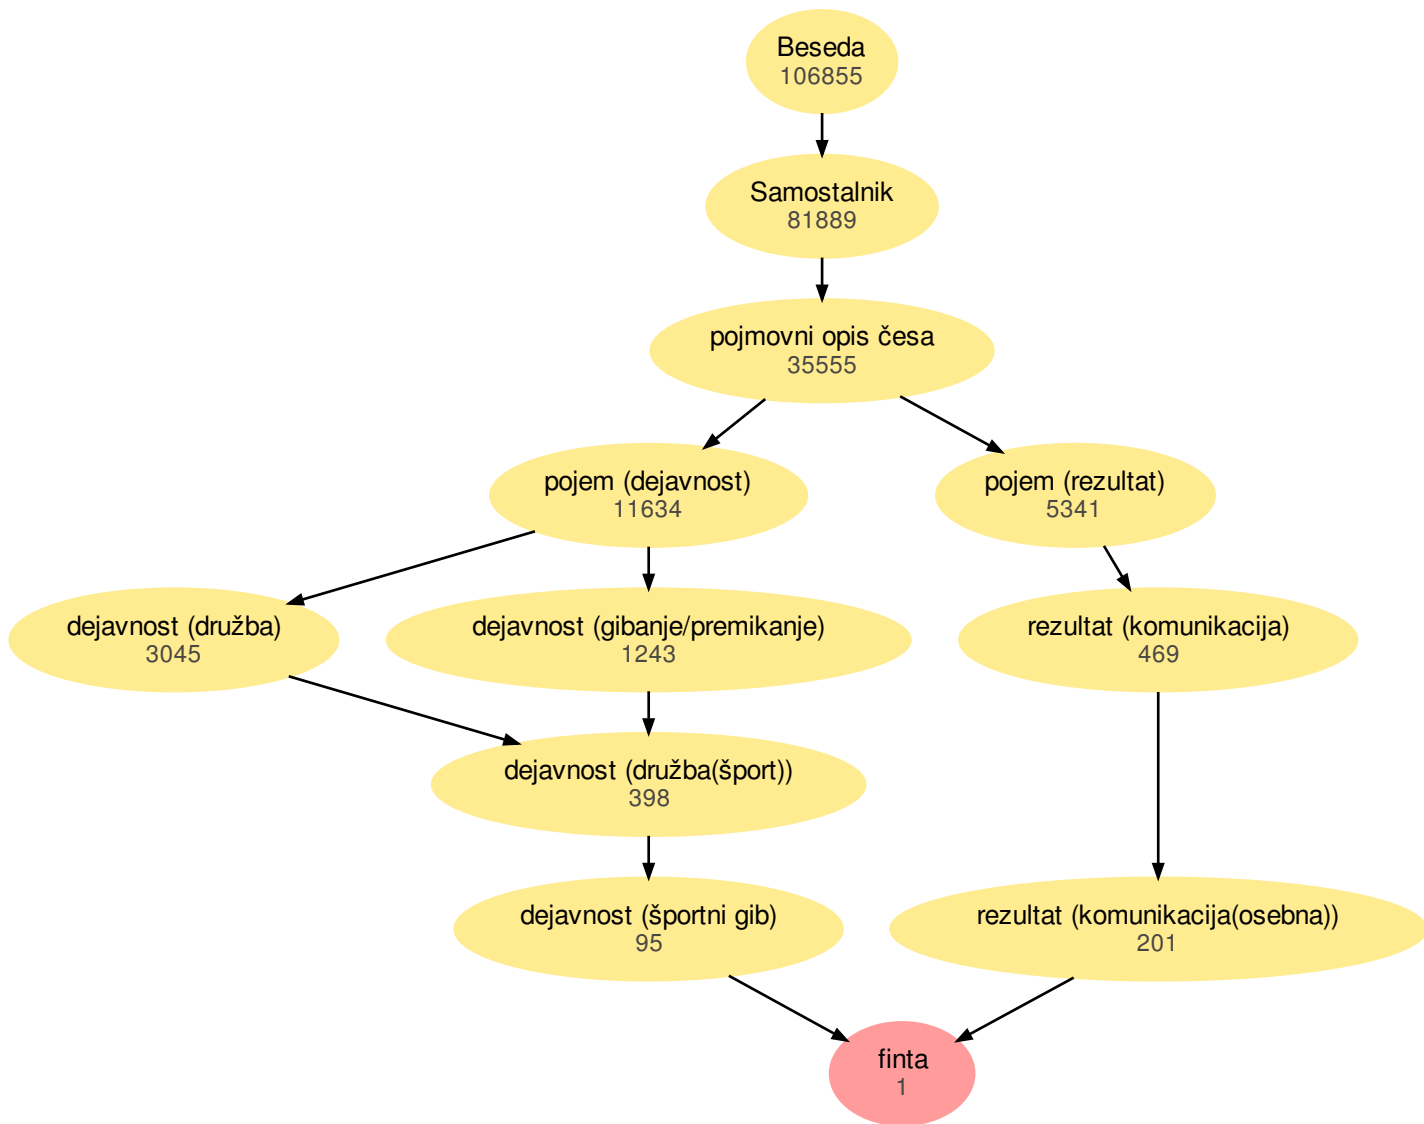 Beseda
106855
Samostalnik
81889
pojmovni opis česa
35555
pojem (dejavnost)
11634
pojem (rezultat)
5341
dejavnost (družba)
3045
dejavnost (gibanje/premikanje)
1243
rezultat (komunikacija)
469
dejavnost (družba(šport))
398
dejavnost (športni gib)
95
rezultat (komunikacija(osebna))
201
finta
1